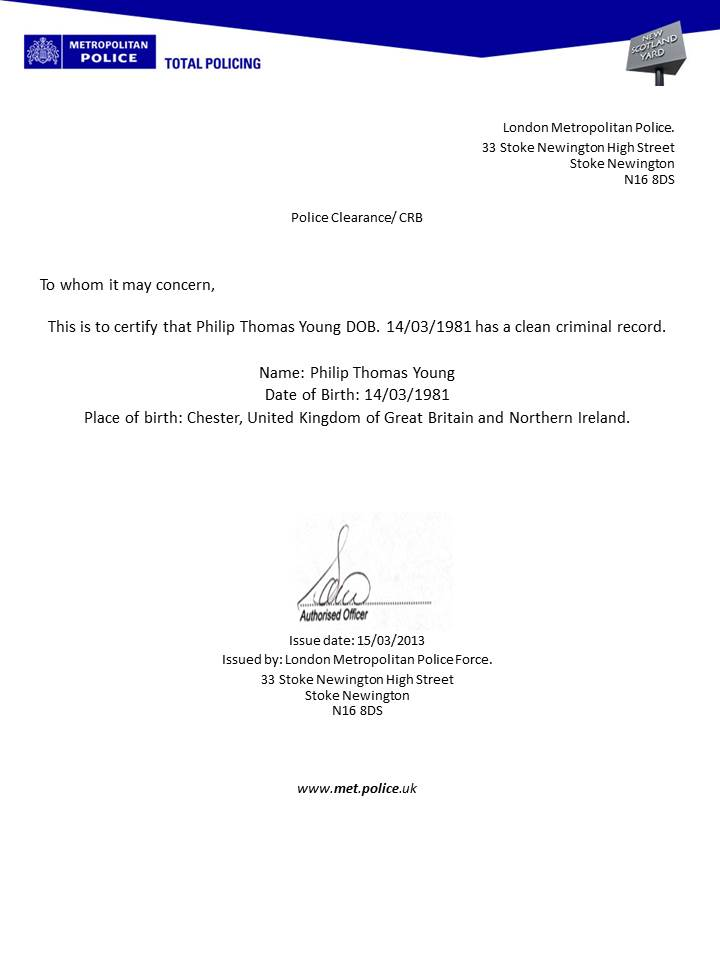 METROPOLITAN
POLICE
TOTAL POLICING
NEW
SCOTLAND
YARD
London Metropolitan Police.
33 Stoke Newington High Street
Stoke Newington
N16 8DS
Police Clearance/ CRB
To whom it may concern,
This is to certify that Philip Thomas Young DOB. 14/03/1981 has a clean criminal record.
Name: Philip Thomas Young
Date of Birth: 14/03/1981
Place of birth: Chester, United Kingdom of Great Britain and Northern Ireland.
Authorised Officer
Issue date: 15/03/2013
Issued by: London Metropolitan Police Force.
33 Stoke Newington High Street
Stoke Newington
N16 8DS
www.met.police.uk